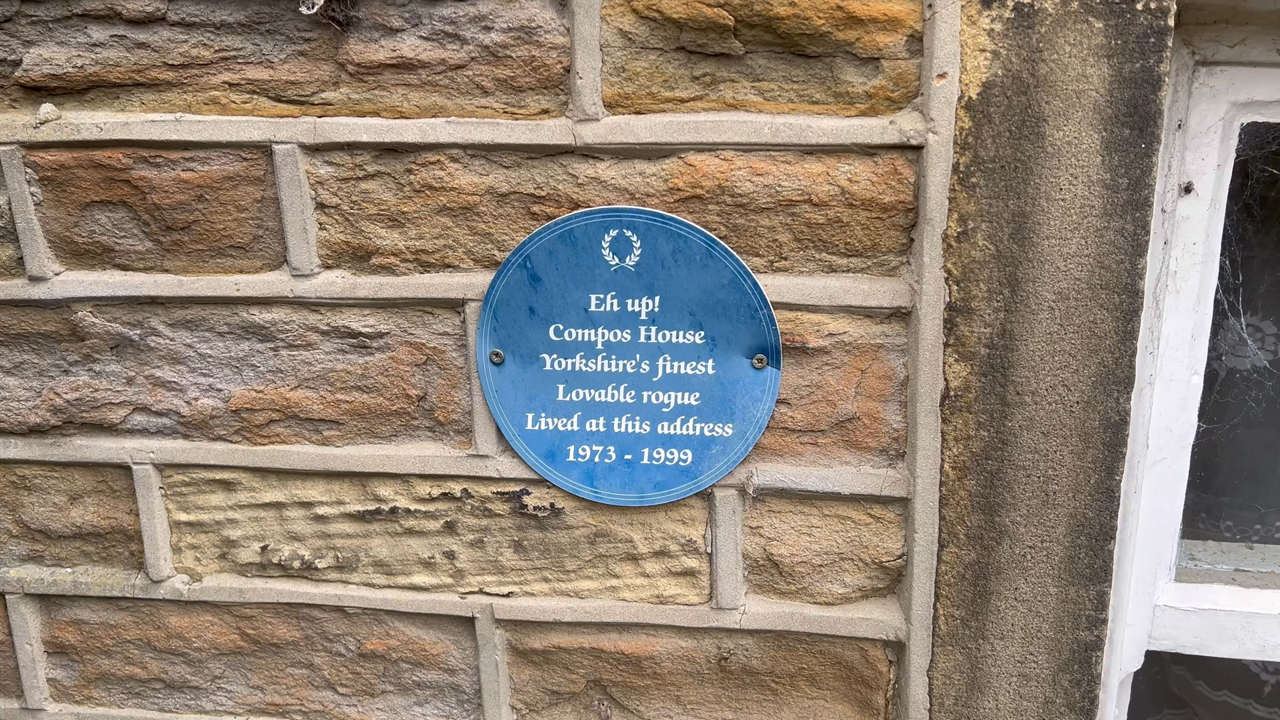 Eh up!
Compos House
Yorkshire's finest
Lovable rogue
Lived at this address
1973 - 1999